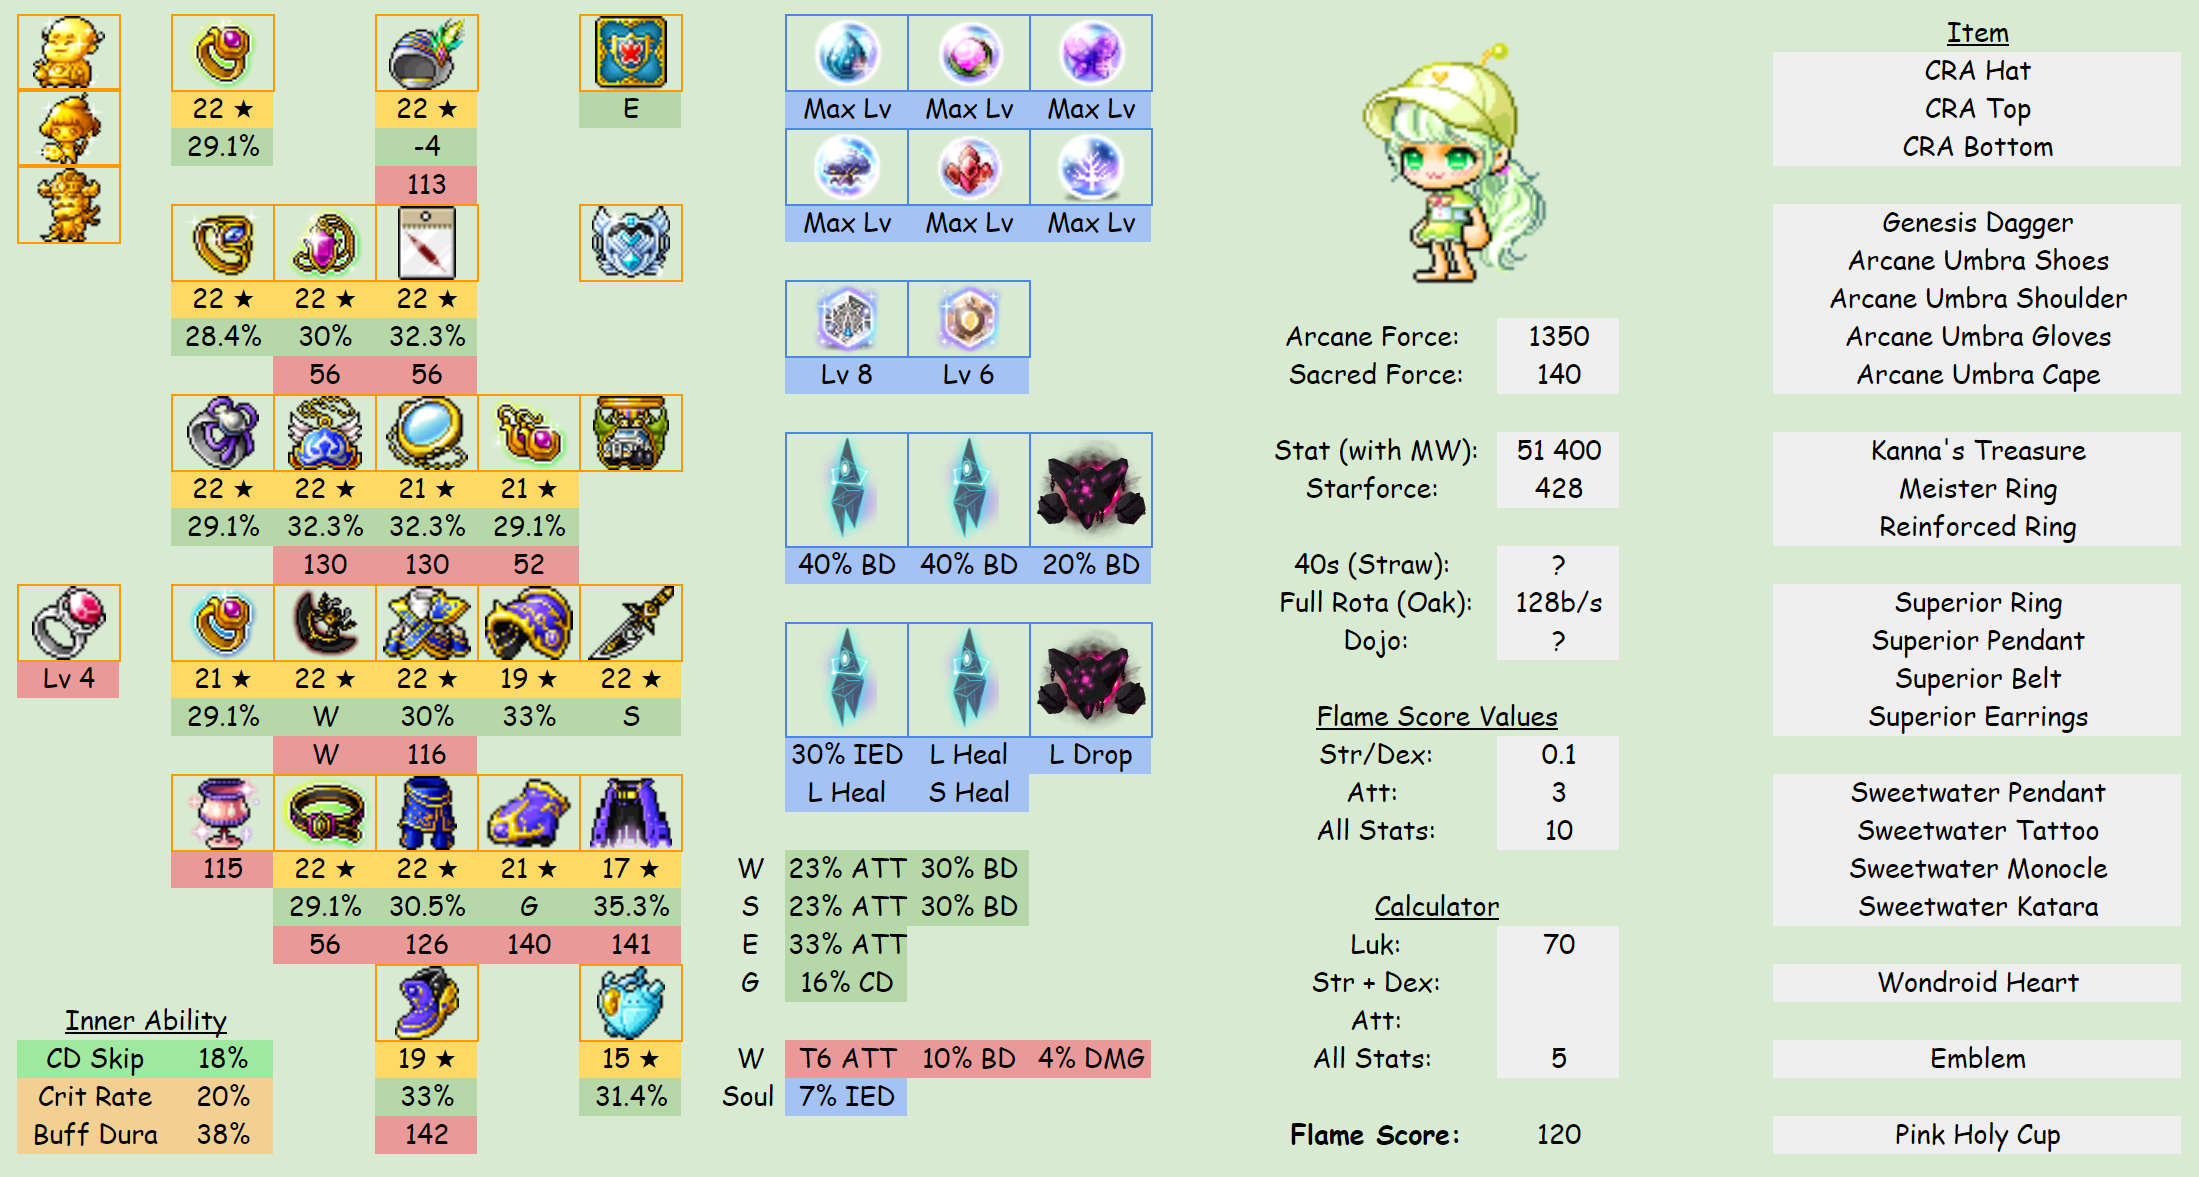 22 ★
22 ★
E
29.1%
-4
113
22 ★ 22 ★ 22 ★
28.4% 30% 32.3%
56 56
22 ★ 22 ★ 21 ★ 21 ★
29.1% 32.3% 32.3% 29.1%
130 130 52
Lv 4
21 ★ 22 ★ 22 ★ 19 ★ 22 ★
29.1% W 30% 33% S
W 116
115
22 ★ 22 ★ 21 ★ 17 ★
29.1% 30.5% G 35.3%
56 126 140 141
19 ★ 15 ★
33% 31.4%
142
Inner Ability
CD Skip 18%
Crit Rate 20%
Buff Dura 38%
Max Lv Max Lv Max Lv
Max Lv Max Lv Max Lv
Lv 8 Lv 6
40% BD 40% BD 20% BD
30% IED L Heal L Drop
L Heal S Heal
W 23% ATT 30% BD
S 23% ATT 30% BD
E 33% ATT
G 16% CD
W T6 ATT 10% BD 4% DMG
Soul 7% IED
Arcane Force: 1350
Sacred Force: 140
Stat (with MW): 51 400
Starforce: 428
40s (Straw): ?
Full Rota (Oak): 128b/s
Dojo: ?
Flame Score Values
Str/Dex: 0.1
Att: 3
All Stats: 10
Calculator
Luk: 70
Str + Dex:
Att:
All Stats: 5
Flame Score: 120
Item
CRA Hat
CRA Top
CRA Bottom
Genesis Dagger
Arcane Umbra Shoes
Arcane Umbra Shoulder
Arcane Umbra Gloves
Arcane Umbra Cape
Kanna's Treasure
Meister Ring
Reinforced Ring
Superior Ring
Superior Pendant
Superior Belt
Superior Earrings
Sweetwater Pendant
Sweetwater Tattoo
Sweetwater Monocle
Sweetwater Katara
Wondroid Heart
Emblem
Pink Holy Cup